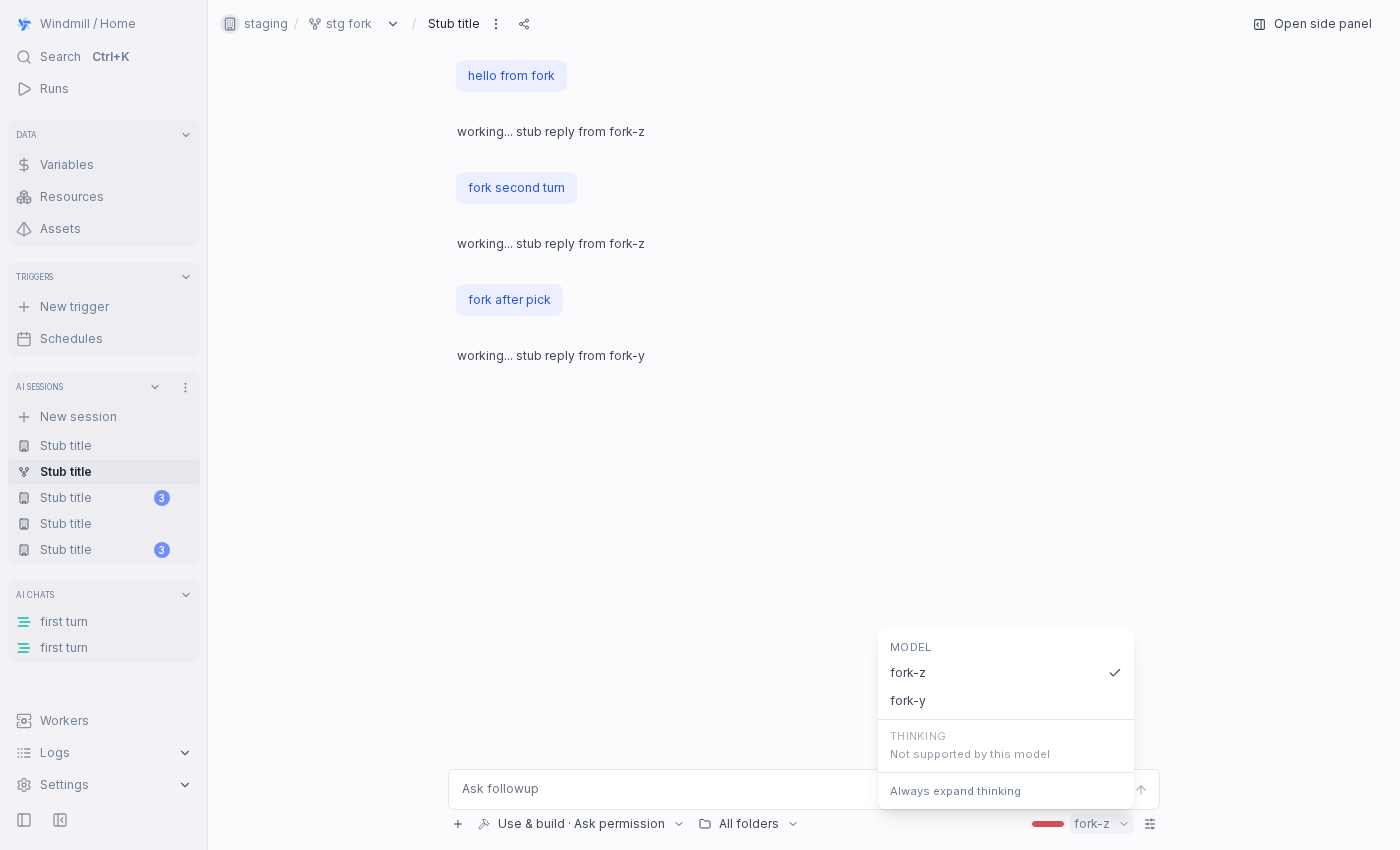 Windmill / Home
Search Ctrl+K
Runs
DATA
Variables
Resources
Assets
TRIGGERS
New trigger
Schedules
AI SESSIONS
New session
Stub title
Stub title
Stub title 3
Stub title
Stub title 3
AI CHATS
first turn
first turn
Workers
Logs
Settings
staging / stg fork / Stub title
Open side panel
hello from fork
working... stub reply from fork-z
fork second turn
working... stub reply from fork-z
fork after pick
working... stub reply from fork-y
MODEL
fork-z
fork-y
THINKING
Not supported by this model
Always expand thinking
Ask followup
Use & build · Ask permission
All folders
fork-z